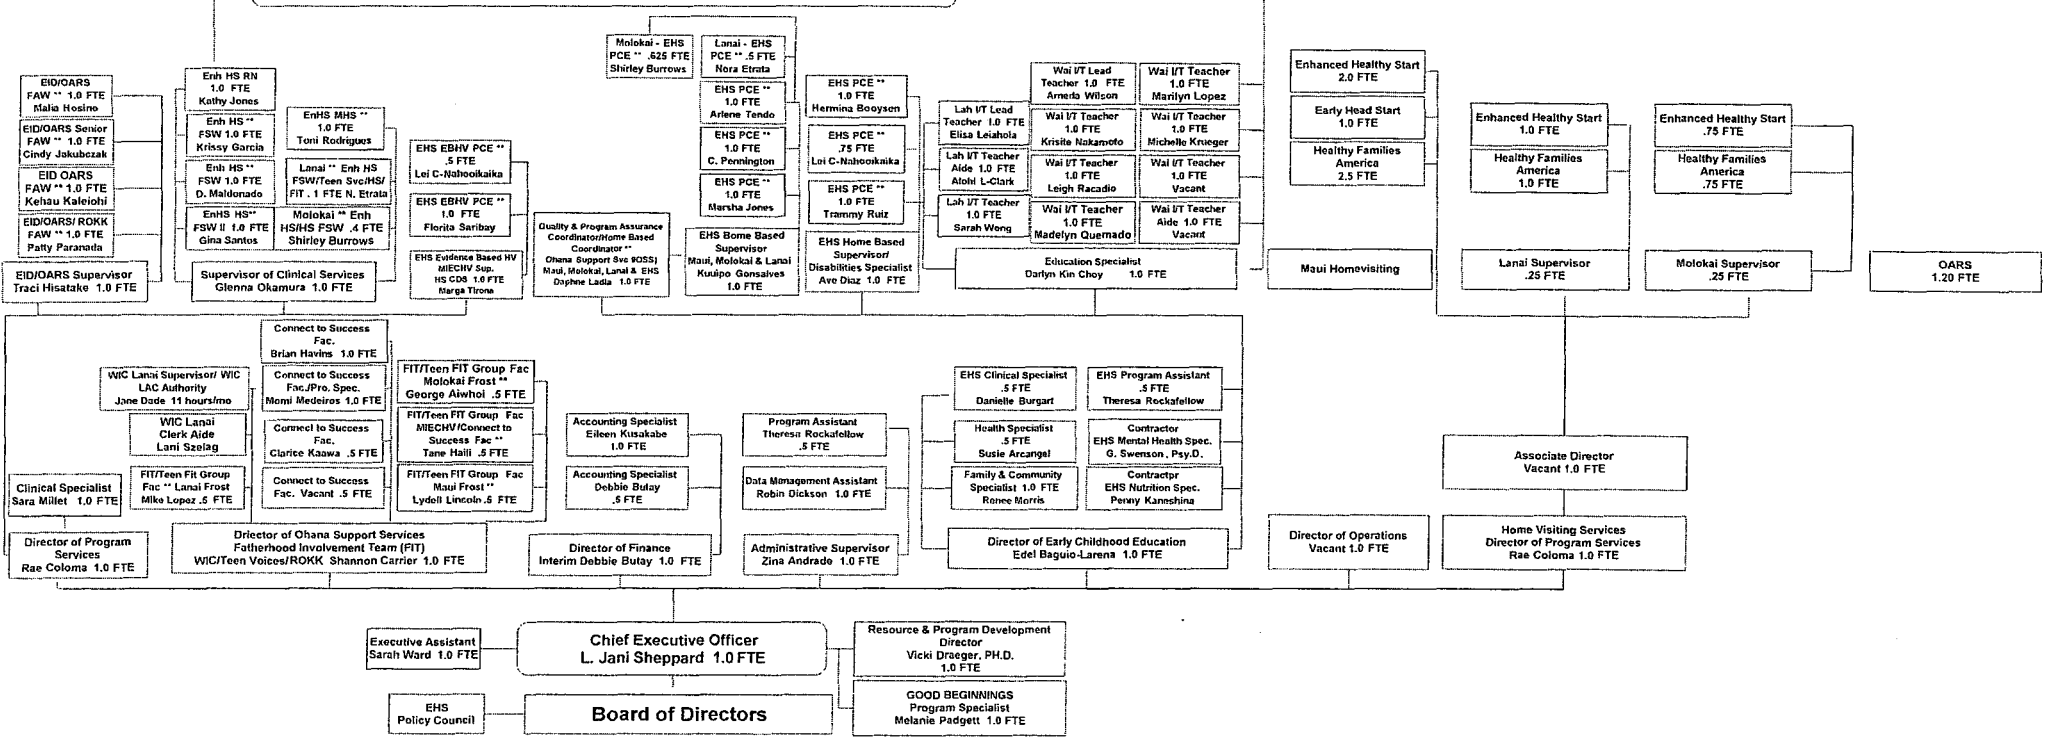 Molokai - EHS
PCE ** .625 FTE
Shirley Burrows
Lanai - EHS
PCE ** .5 FTE
Nora Etrata
EID/OARS
FAW ** 1.0 FTE
Malia Hosino
EID/OARS Senior
FAW ** 1.0 FTE
Cindy Jakubczak
EID OARS
FAW ** 1.0 FTE
Kehau Kaleiohi
EID/OARS/ ROKK
FAW ** 1.0 FTE
Patty Paranada
EID/OARS Supervisor
Traci Hisatake 1.0 FTE
Enh HS RN
1.0 FTE
Kathy Jones
Enh HS **
FSW 1.0 FTE
Krissy Garcia
Enh HS **
FSW 1.0 FTE
D. Maldonado
EnHS HS**
FSW II 1.0 FTE
Gina Santos
EnHS MHS **
1.0 FTE
Toni Rodrigues
Lanai ** Enh HS
FSW/Teen Svc/HS/
FIT . 1 FTE N. Etrata
Molokai ** Enh
HS/HS FSW .4 FTE
Shirley Burrows
Supervisor of Clinical Services
Glenna Okamura 1.0 FTE
EHS EBHV PCE **
.5 FTE
Lei C-Nahooikaika
EHS EBHV PCE **
1.0 FTE
Florita Saribay
EHS Evidence Based HV
MIECHV Sup.
HS CDS 1.0 FTE
Marga Tirona
Quality & Program Assurance
Coordinator/Home Based
Coordinator **
Ohana Support Svc 9OSS)
Maui, Molokai, Lanai & EHS
Daphne Ladia 1.0 FTE
EHS PCE **
1.0 FTE
Arlene Tendo
EHS PCE **
1.0 FTE
C. Pennington
EHS PCE **
1.0 FTE
Marsha Jones
EHS Bome Based
Supervisor
Maui, Molokai & Lanai
Kuuipo Gonsalves
1.0 FTE
EHS PCE **
1.0 FTE
Hermina Booysen
EHS PCE **
.75 FTE
Lei C-Nahooikaika
EHS PCE **
1.0 FTE
Trammy Ruiz
EHS Home Based
Supervisor/
Disabilities Specialist
Ave Diaz 1.0 FTE
Lah I/T Lead
Teacher 1.0 FTE
Elisa Leiahola
Lah I/T Teacher
Aide 1.0 FTE
Alohi L-Clark
Lah I/T Teacher
1.0 FTE
Sarah Wong
Wai I/T Lead
Teacher 1.0 FTE
Ameda Wilson
Wai I/T Teacher
1.0 FTE
Krisite Nakamoto
Wai I/T Teacher
1.0 FTE
Leigh Racadio
Wai I/T Teacher
1.0 FTE
Madelyn Quemado
Wai I/T Teacher
1.0 FTE
Marilyn Lopez
Wai I/T Teacher
1.0 FTE
Michelle Krueger
Wai I/T Teacher
1.0 FTE
Vacant
Wai I/T Teacher
Aide 1.0 FTE
Vacant
Education Specialist
Darlyn Kin Choy 1.0 FTE
Enhanced Healthy Start
2.0 FTE
Early Head Start
1.0 FTE
Healthy Families
America
2.5 FTE
Maui Homevisiting
Enhanced Healthy Start
1.0 FTE
Healthy Families
America
1.0 FTE
Lanai Supervisor
.25 FTE
Enhanced Healthy Start
.75 FTE
Healthy Families
America
.75 FTE
Molokai Supervisor
.25 FTE
OARS
1.20 FTE
WIC Lanai Supervisor/ WIC
LAC Authority
Jane Dade 11 hours/mo
WIC Lanai
Clerk Aide
Lani Szelag
FIT/Teen Fit Group
Fac ** Lanai Frost
Mike Lopez .5 FTE
Clinical Specialist
Sara Millet 1.0 FTE
Director of Program
Services
Rae Coloma 1.0 FTE
Connect to Success
Fac.
Brian Havins 1.0 FTE
Connect to Success
Fac./Pro. Spec.
Momi Medeiros 1.0 FTE
Connect to Success
Fac.
Clarice Kaawa .5 FTE
Connect to Success
Fac. Vacant .5 FTE
FIT/Teen FIT Group Fac
Molokai Frost **
George Aiwhoi .5 FTE
FIT/Teen FIT Group Fac
MIECHV/Connect to
Success Fac **
Tane Haili .5 FTE
FIT/Teen FIT Group Fac
Maui Frost **
Lydell Lincoln .5 FTE
Director of Ohana Support Services
Fatherhood Involvement Team (FIT)
WIC/Teen Voices/ROKK Shannon Carrier 1.0 FTE
Accounting Specialist
Eileen Kusakabe
1.0 FTE
Accounting Specialist
Debbie Butay
.5 FTE
Director of Finance
Interim Debbie Butay 1.0 FTE
Program Assistant
Theresa Rockafellow
.5 FTE
Data Management Assistant
Robin Dickson 1.0 FTE
Administrative Supervisor
Zina Andrade 1.0 FTE
EHS Clinical Specialist
.5 FTE
Danielle Burgart
Health Specialist
.5 FTE
Susie Arcangel
Family & Community
Specialist 1.0 FTE
Renee Morris
EHS Program Assistant
.5 FTE
Theresa Rockafellow
Contractor
EHS Mental Health Spec.
G. Swenson, Psy.D.
Contractpr
EHS Nutrition Spec.
Penny Kaneshina
Director of Early Childhood Education
Edel Baguio-Larena 1.0 FTE
Director of Operations
Vacant 1.0 FTE
Associate Director
Vacant 1.0 FTE
Home Visiting Services
Director of Program Services
Rae Coloma 1.0 FTE
Executive Assistant
Sarah Ward 1.0 FTE
Chief Executive Officer
L. Jani Sheppard 1.0 FTE
Resource & Program Development
Director
Vicki Draeger, PH.D.
1.0 FTE
EHS
Policy Council
Board of Directors
GOOD BEGINNINGS
Program Specialist
Melanie Padgett 1.0 FTE